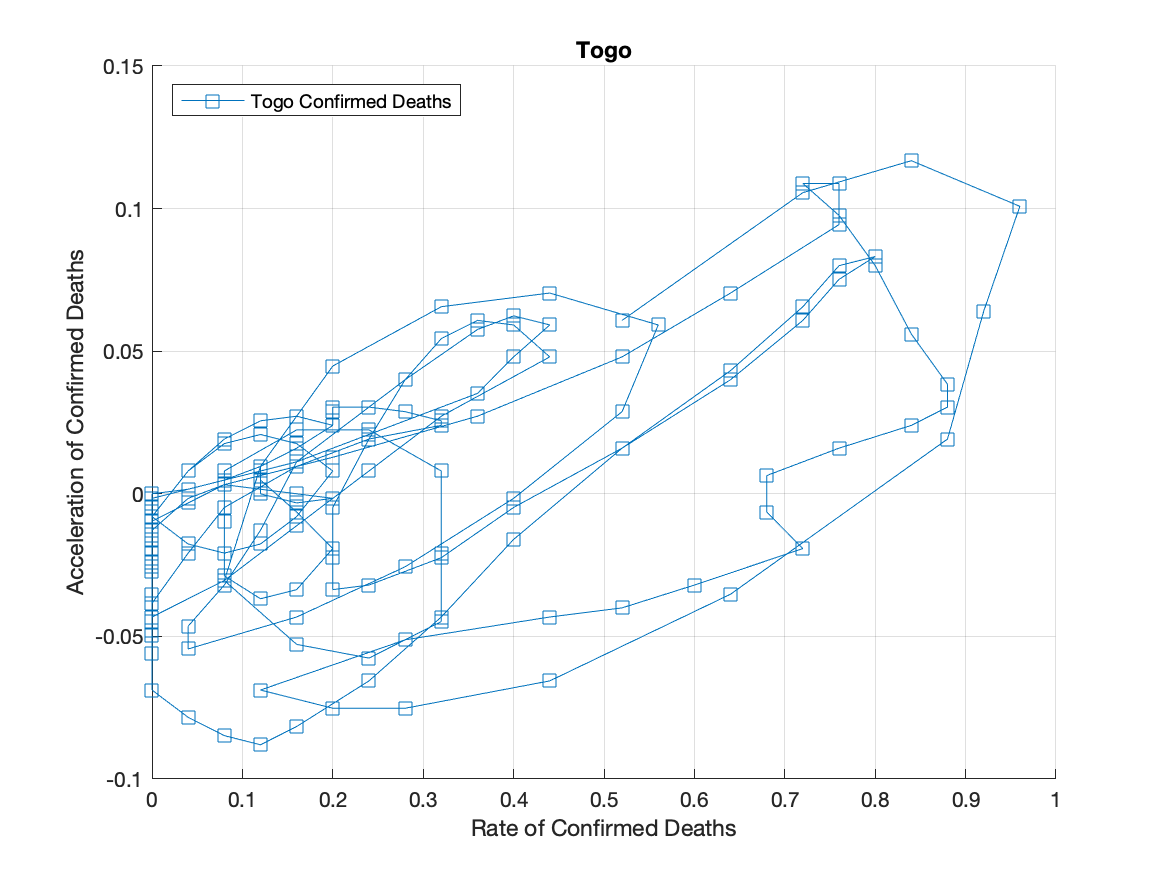 Togo
0.15
Togo Confirmed Deaths
0.1
0.05
0
-0.05
-0.1
Acceleration of Confirmed Deaths
0 0.1 0.2 0.3 0.4 0.5 0.6 0.7 0.8 0.9 1
Rate of Confirmed Deaths